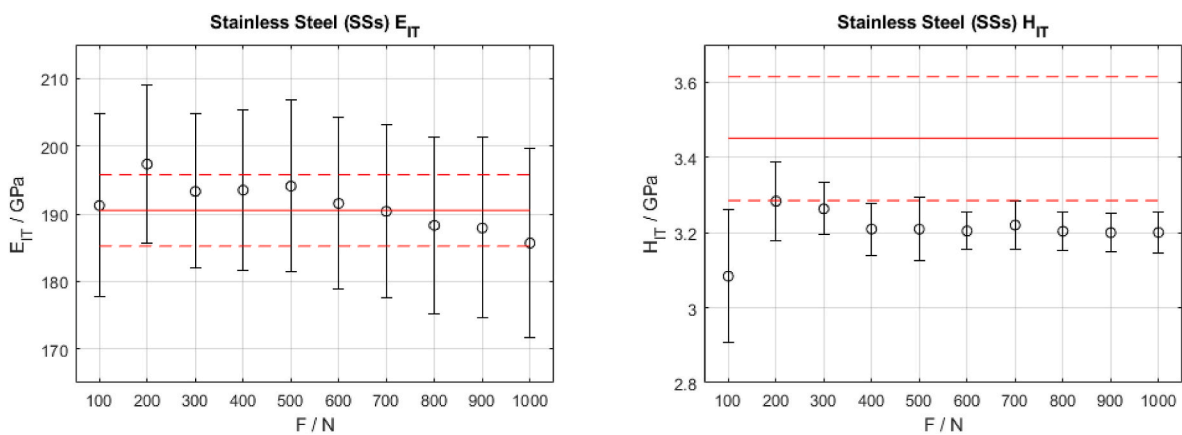 Stainless Steel (SSs) E_IT
210
200
190
180
170
E_IT / GPa
100 200 300 400 500 600 700 800 900 1000
F / N
Stainless Steel (SSs) H_IT
3.6
3.4
3.2
3
2.8
H_IT / GPa
100 200 300 400 500 600 700 800 900 1000
F / N